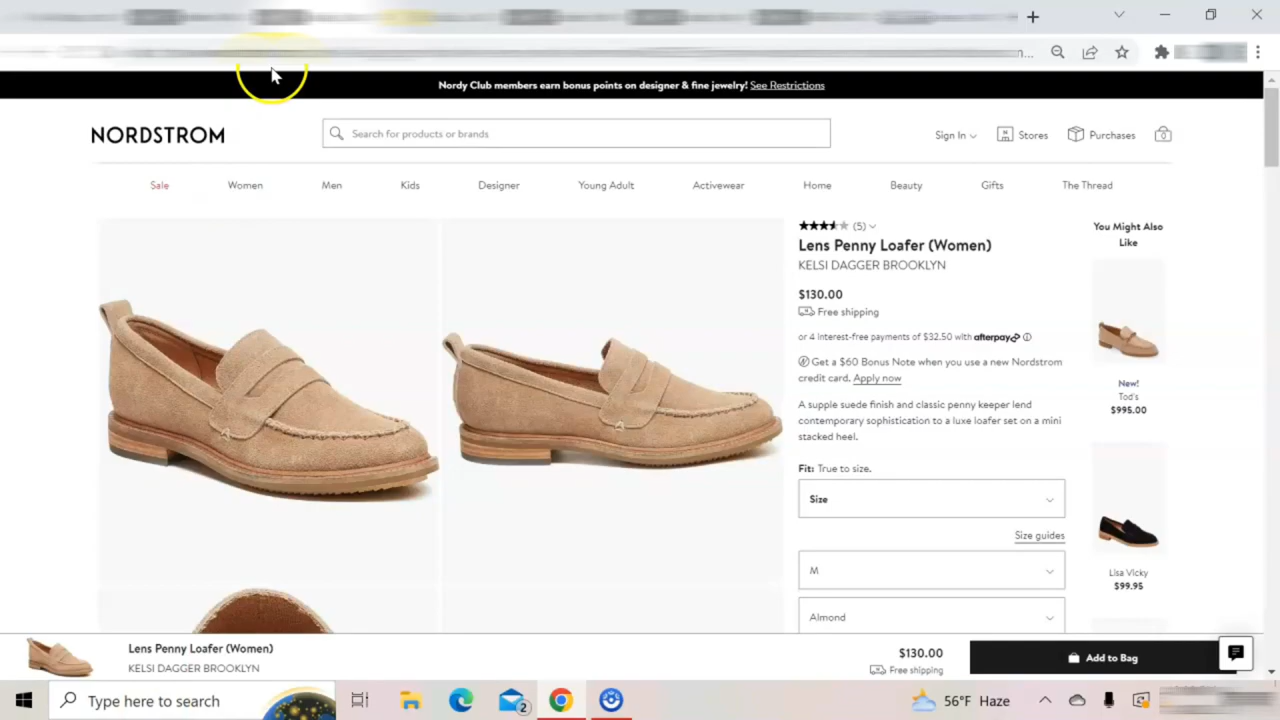 Nordy Club members earn bonus points on designer & fine jewelry! See Restrictions
NORDSTROM
Search for products or brands
Sign In
Stores
Purchases
0
Sale
Women
Men
Kids
Designer
Young Adult
Activewear
Home
Beauty
Gifts
The Thread
(5)
Lens Penny Loafer (Women)
KELSI DAGGER BROOKLYN
$130.00
Free shipping
or 4 interest-free payments of $32.50 with afterpay
Get a $60 Bonus Note when you use a new Nordstrom
credit card. Apply now
A supple suede finish and classic penny keeper lend
contemporary sophistication to a luxe loafer set on a mini
stacked heel.
Fit: True to size.
Size
Size guides
M
Almond
You Might Also
Like
New!
Tod's
$995.00
Lisa Vicky
$99.95
Lens Penny Loafer (Women)
KELSI DAGGER BROOKLYN
$130.00
Free shipping
Add to Bag
Type here to search
2
56°F Haze